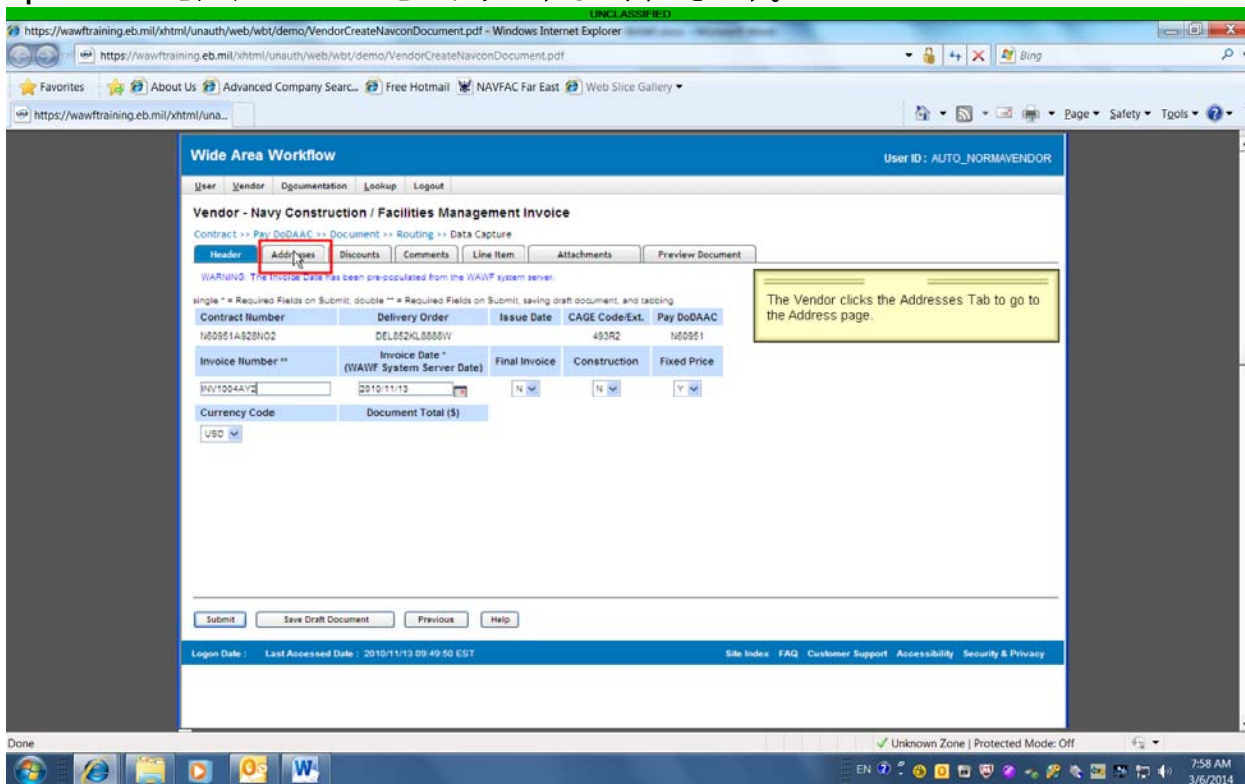 UNCLASSIFIED
https://wawftraining.eb.mil/xhtml/unauth/web/wbt/demo/VendorCreateNavconDocument.pdf - Windows Internet Explorer
https://wawftraining.eb.mil/xhtml/unauth/web/wbt/demo/VendorCreateNavconDocument.pdf
Bing
Favorites About Us Advanced Company Searc... Free Hotmail NAVFAC Far East Web Slice Gallery
https://wawftraining.eb.mil/xhtml/una...
Page Safety Tools
Wide Area Workflow
User ID : AUTO_NORMAVENDOR
User Vendor Documentation Lookup Logout
Vendor - Navy Construction / Facilities Management Invoice
Contract >> Pay DoDAAC >> Document >> Routing >> Data Capture
Header Addresses Discounts Comments Line Item Attachments Preview Document
WARNING: The Invoice Date has been pre-populated from the WAWF system server.
single * = Required Fields on Submit, double ** = Required Fields on Submit, saving draft document, and tabbing.
The Vendor clicks the Addresses Tab to go to
the Address page.
Contract Number Delivery Order Issue Date CAGE Code/Ext. Pay DoDAAC
N60951A928NO2 DEL852KL8888W 493R2 N60951
Invoice Number ** Invoice Date *
(WAWF System Server Date) Final Invoice Construction Fixed Price
INV1004AY2 2010/11/13 N N Y
Currency Code Document Total ($)
USD
Submit Save Draft Document Previous Help
Logon Date : Last Accessed Date : 2010/11/13 09:49:50 EST
Site Index FAQ Customer Support Accessibility Security & Privacy
Done
Unknown Zone | Protected Mode: Off
EN
7:58 AM
3/6/2014